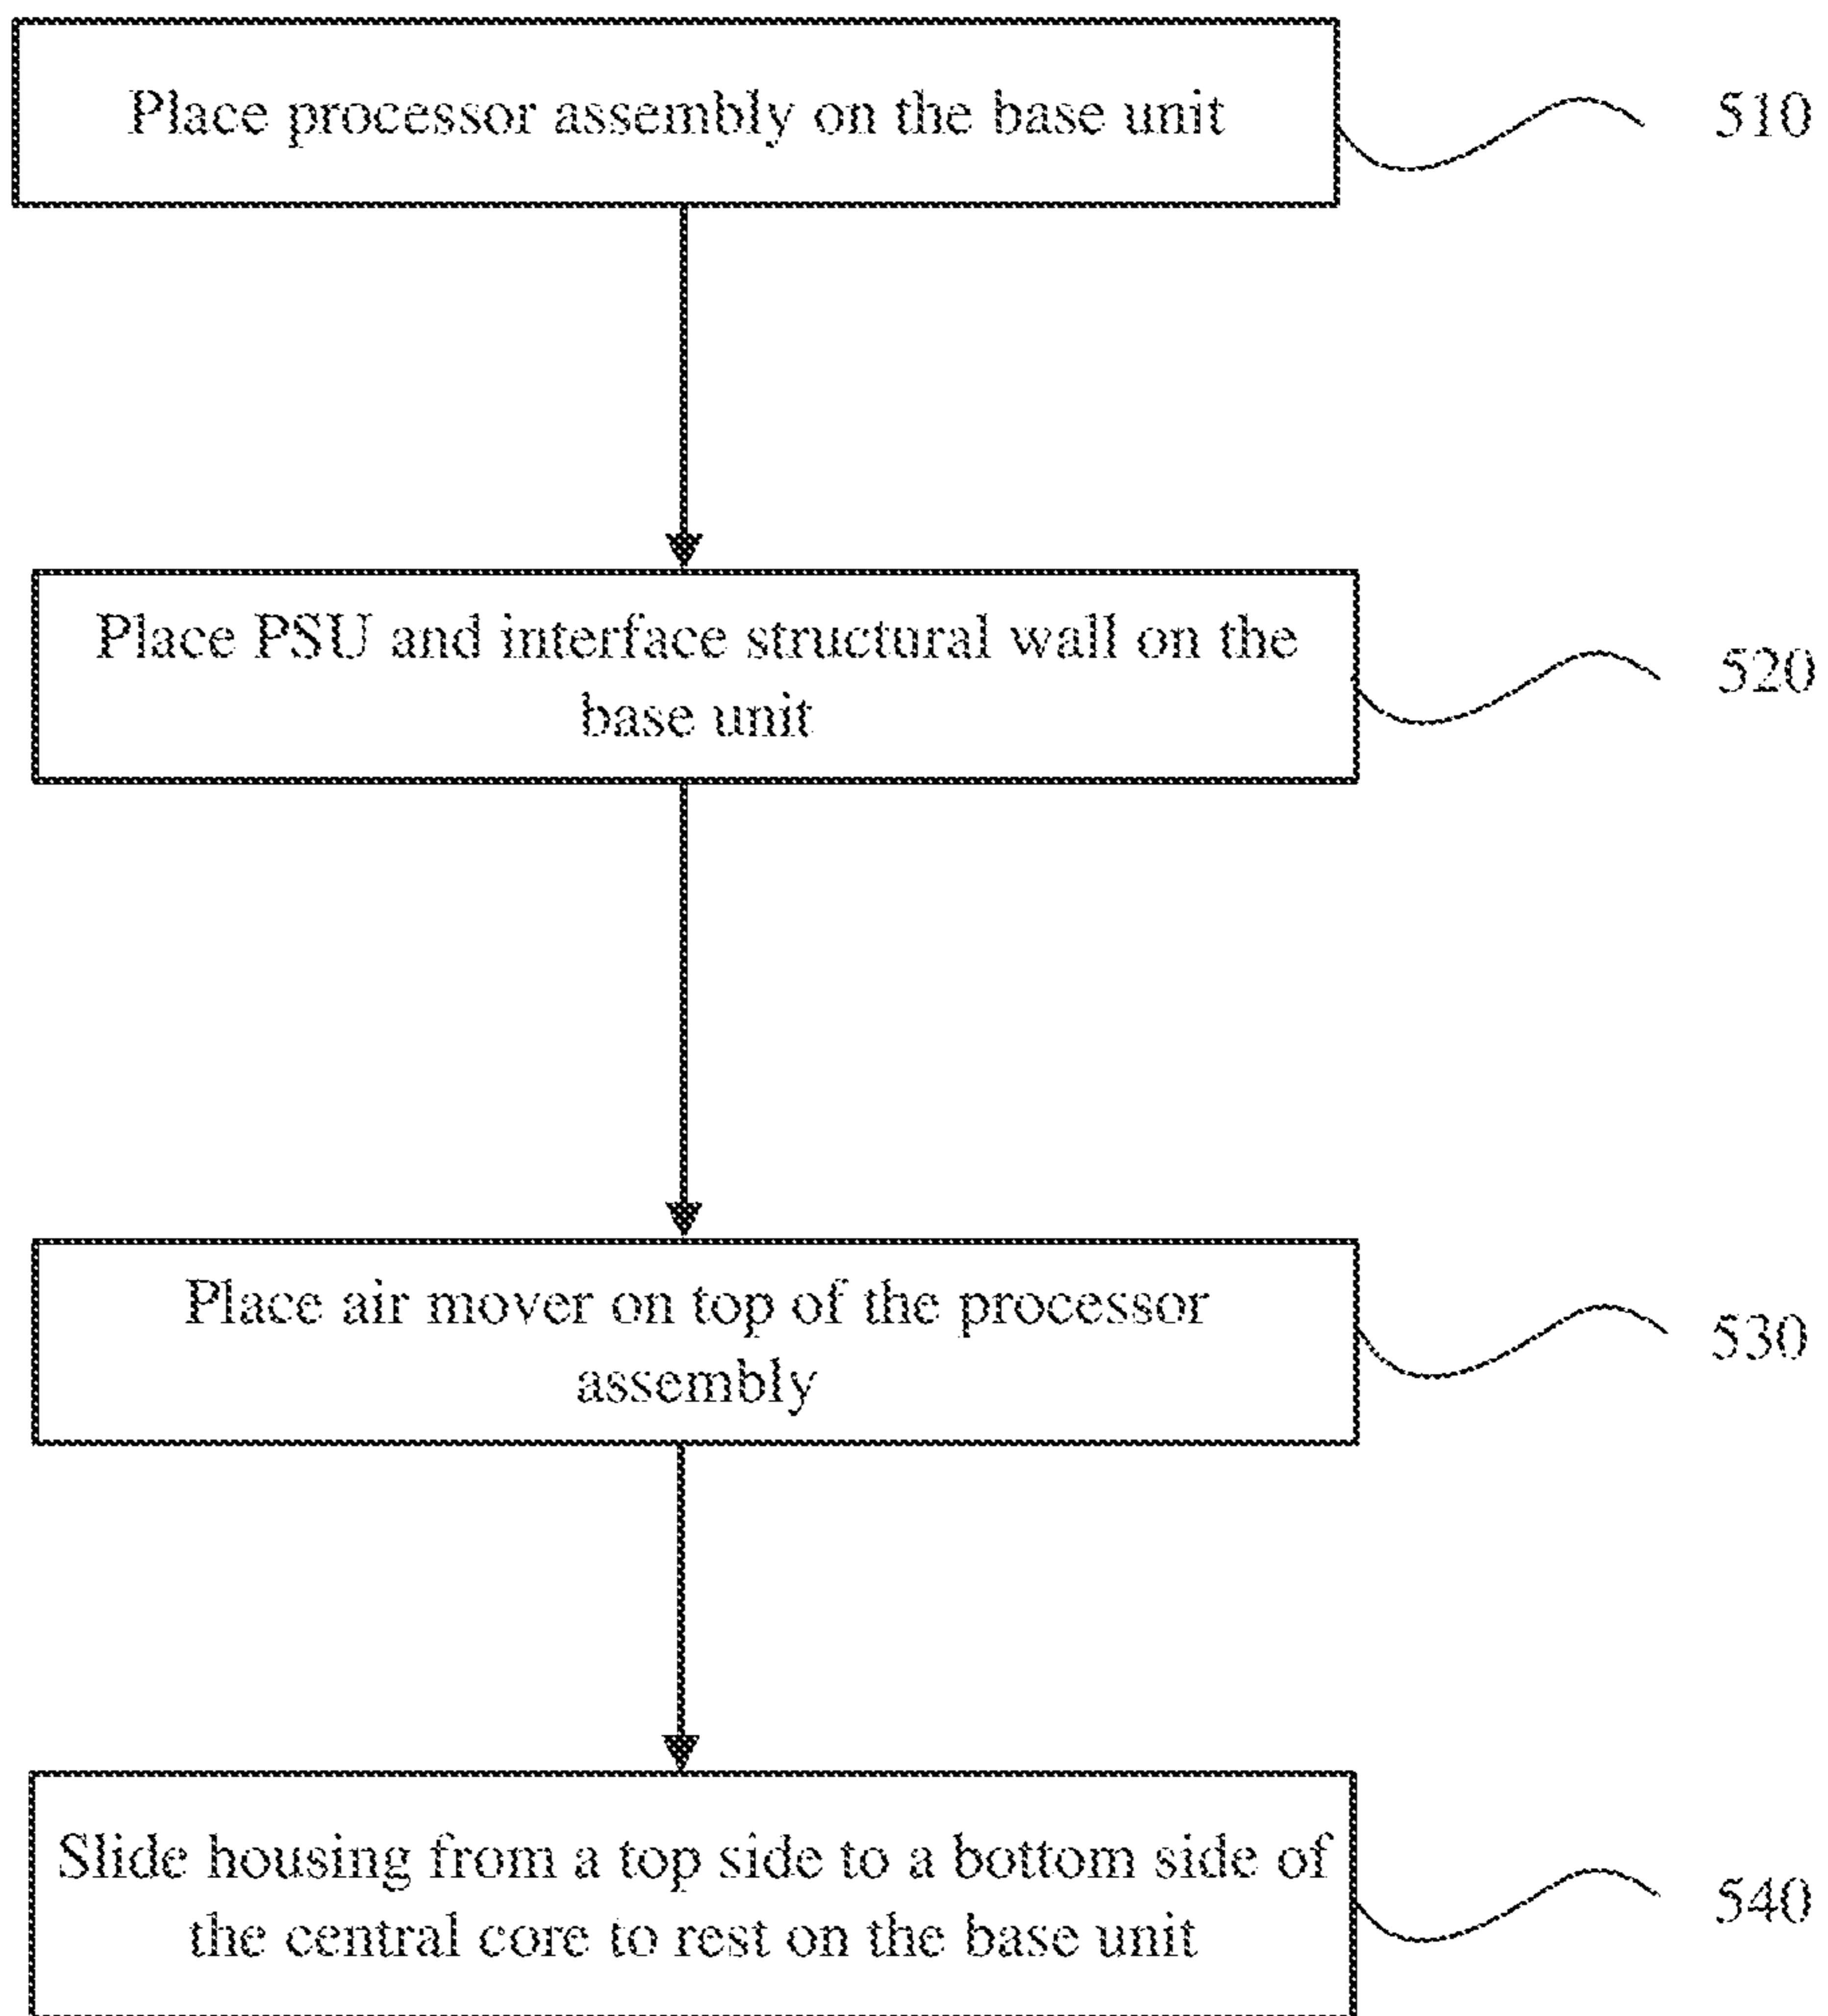 Place processor assembly on the base unit
510
Place PSU and interface structural wall on the
base unit
520
Place air mover on top of the processor
assembly
530
Slide housing from a top side to a bottom side of
the central core to rest on the base unit
540